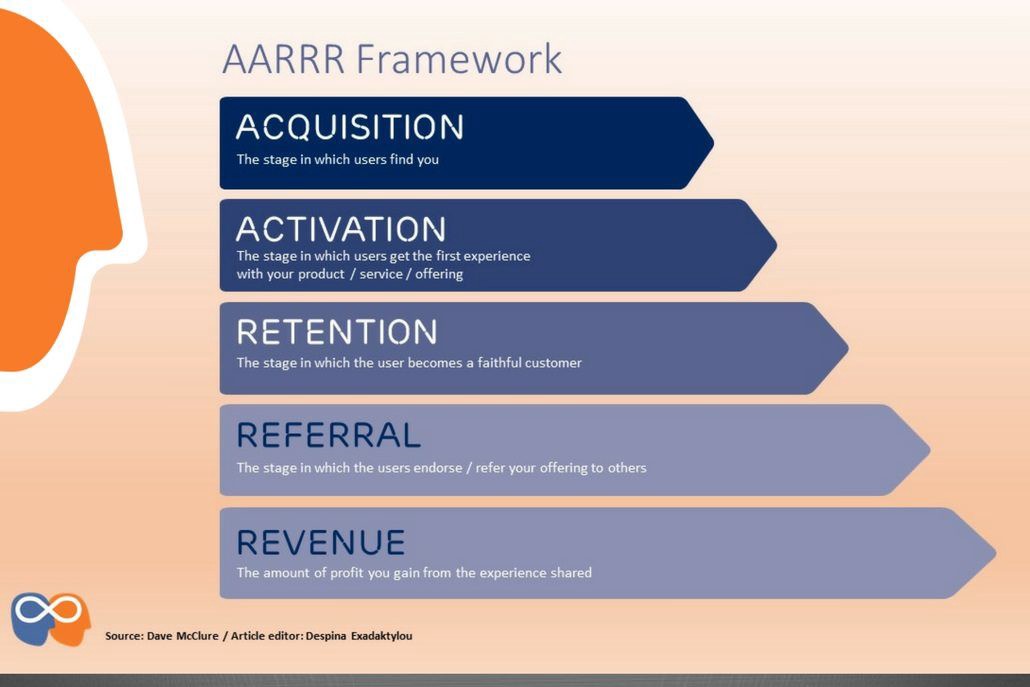 AARRR Framework
ACQUISITION
The stage in which users find you
ACTIVATION
The stage in which users get the first experience
with your product / service / offering
RETENTION
The stage in which the user becomes a faithful customer
REFERRAL
The stage in which the users endorse / refer your offering to others
REVENUE
The amount of profit you gain from the experience shared
Source: Dave McClure / Article editor: Despina Exadaktylou